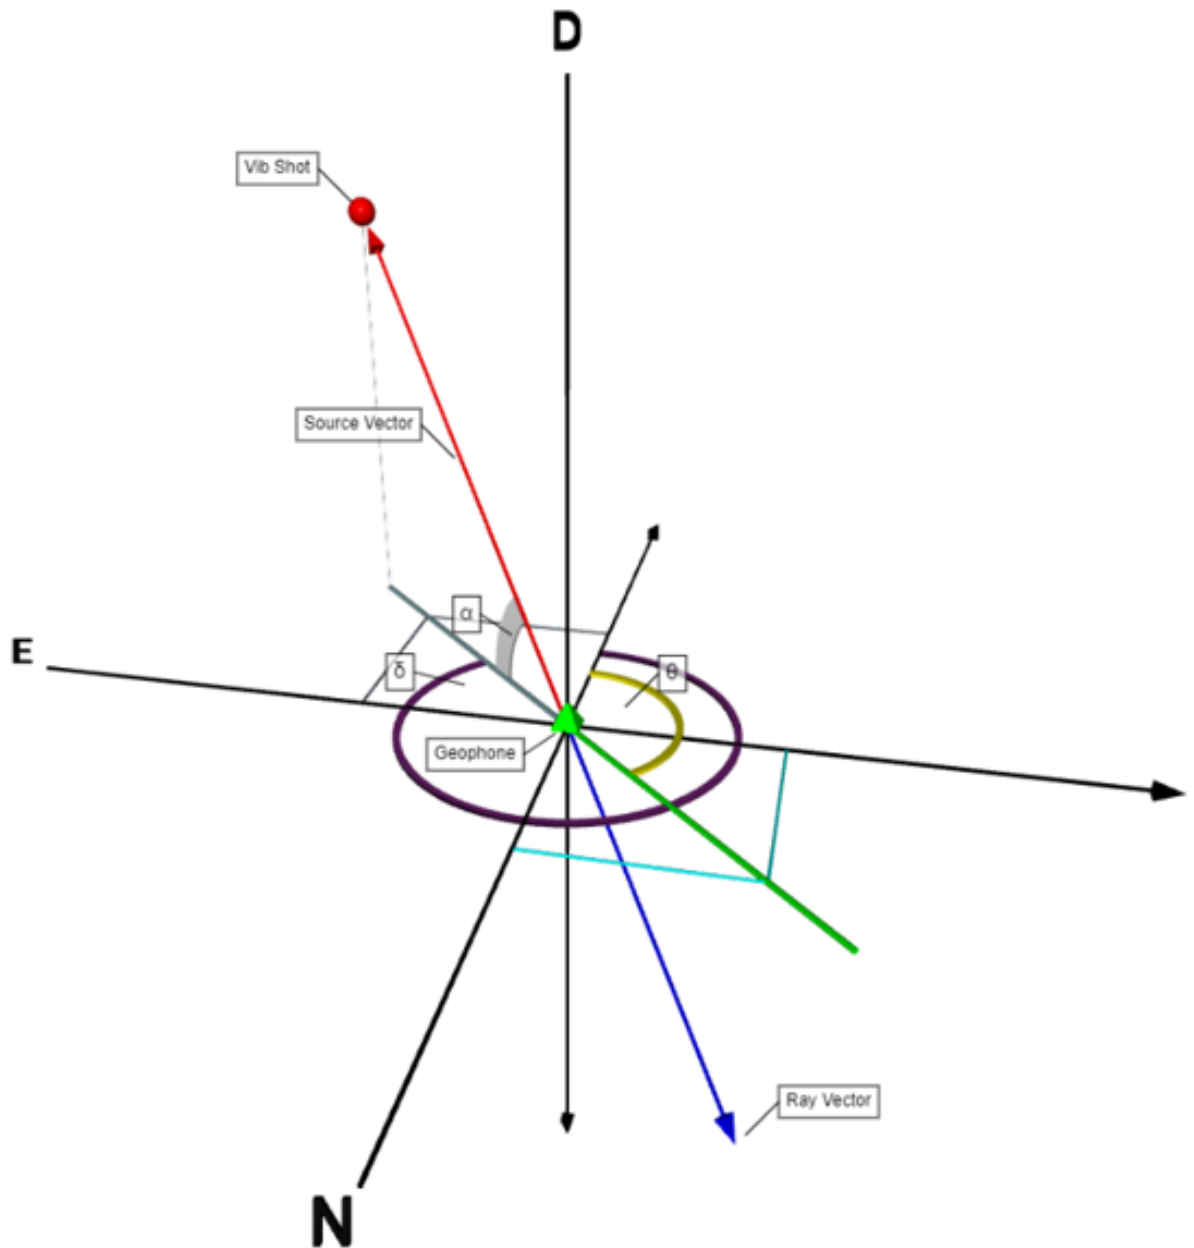 D
Vib Shot
Source Vector
α
E
δ
θ
Geophone
Ray Vector
N